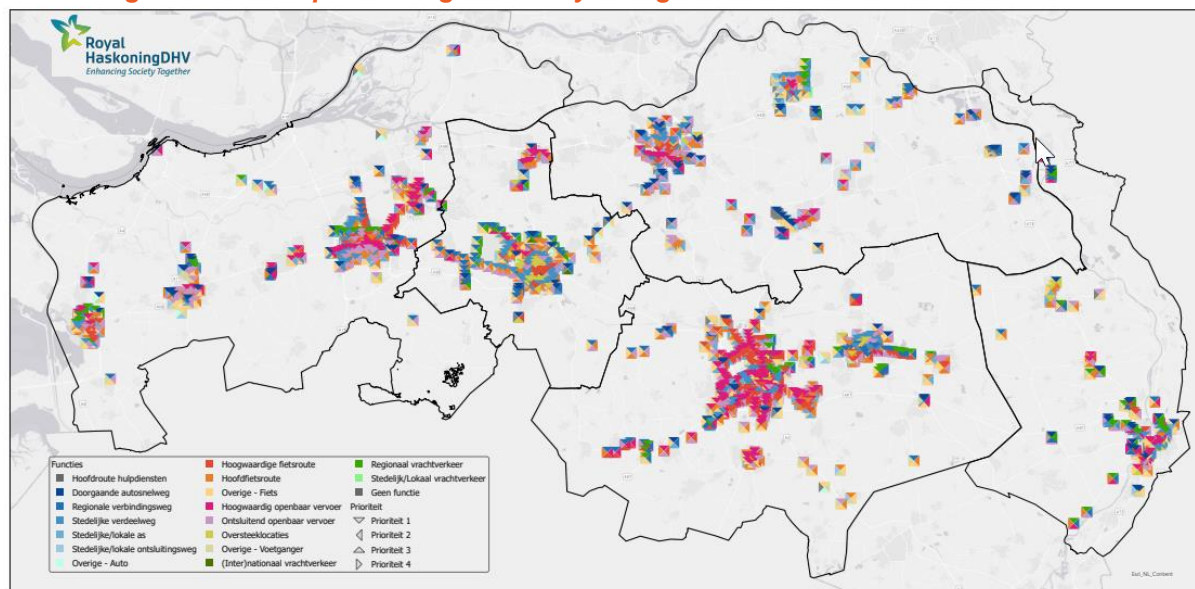 Royal
HaskoningDHV
Enhancing Society Together
Functies
Hoofdroute hulpdiensten
Doorgaande autosnelweg
Regionale verbindingsweg
Stedelijke verdeelweg
Stedelijke/lokale as
Stedelijke/lokale ontsluitingsweg
Overige - Auto
Hoogwaardige fietsroute
Hoofdfietsroute
Overige - Fiets
Hoogwaardig openbaar vervoer
Ontsluitend openbaar vervoer
Oversteeklocaties
Overige - Voetganger
(Inter)nationaal vrachtverkeer
Regionaal vrachtverkeer
Stedelijk/Lokaal vrachtverkeer
Geen functie
Prioriteit
Prioriteit 1
Prioriteit 2
Prioriteit 3
Prioriteit 4
Esri_NL_Content